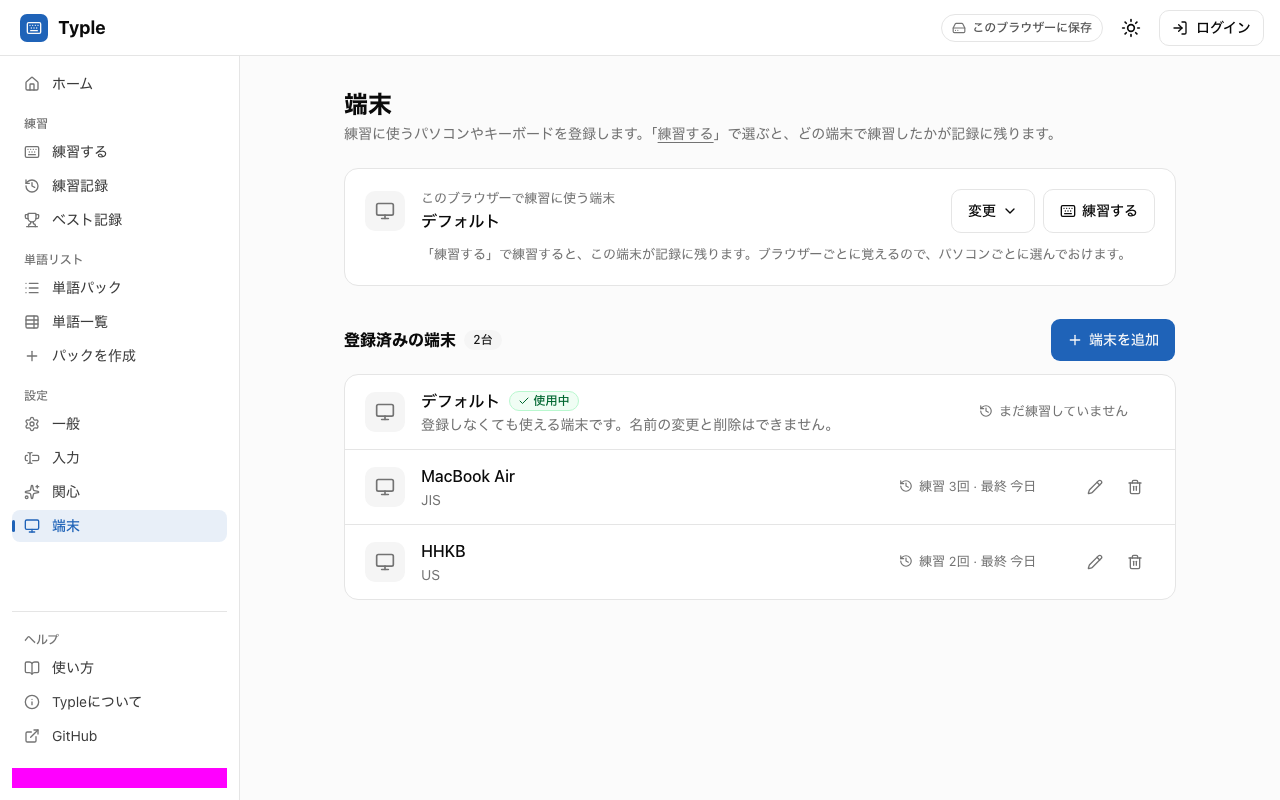 Typle
このブラウザーに保存
ログイン
ホーム
練習
練習する
練習記録
ベスト記録
単語リスト
単語パック
単語一覧
パックを作成
設定
一般
入力
関心
端末
ヘルプ
使い方
Typleについて
GitHub
端末
練習に使うパソコンやキーボードを登録します。「練習する」で選ぶと、どの端末で練習したかが記録に残ります。
このブラウザーで練習に使う端末
デフォルト
変更
練習する
「練習する」で練習すると、この端末が記録に残ります。ブラウザーごとに覚えるので、パソコンごとに選んでおけます。
登録済みの端末 2台
端末を追加
デフォルト 使用中
登録しなくても使える端末です。名前の変更と削除はできません。
まだ練習していません
MacBook Air
JIS
練習 3回 · 最終 今日
HHKB
US
練習 2回 · 最終 今日